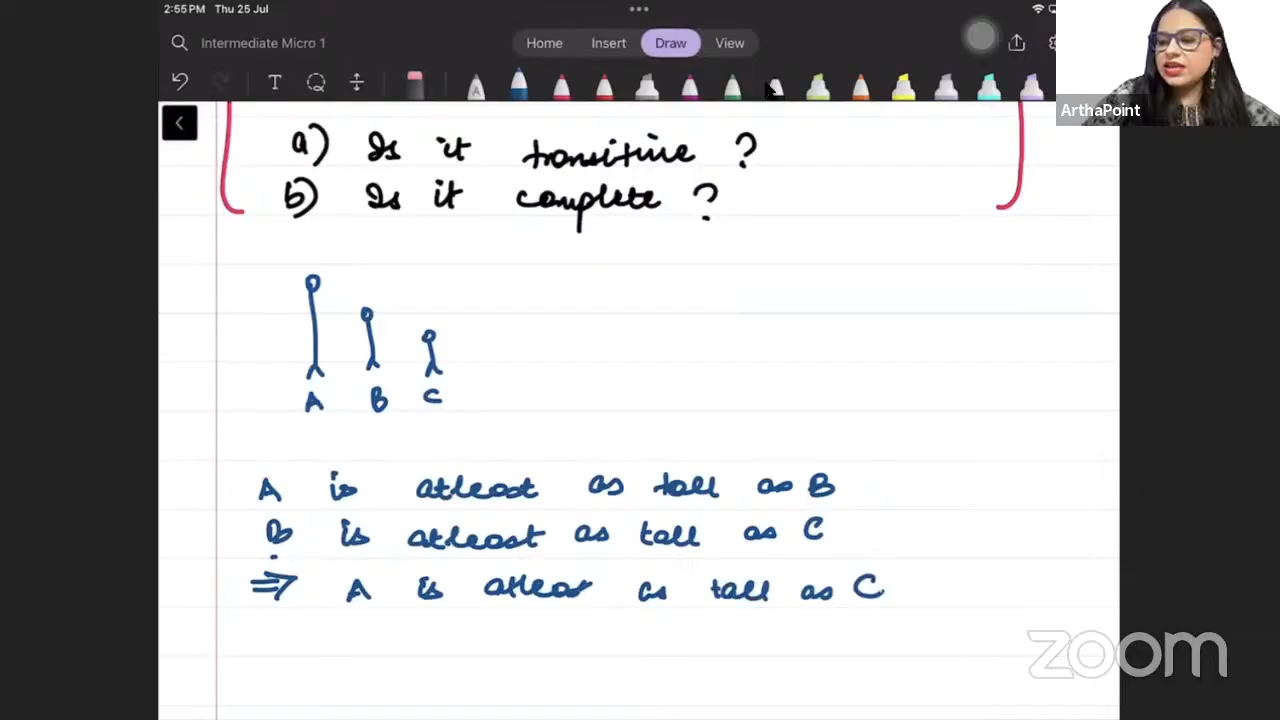 2:55 PM Thu 25 Jul
Intermediate Micro 1
Home Insert Draw View
ArthaPoint
a) Is it transitive ?
b) Is it complete ?
A B C
A is atleast as tall as B
B is atleast as tall as C
⇒ A is atleas as tall as C
zoom